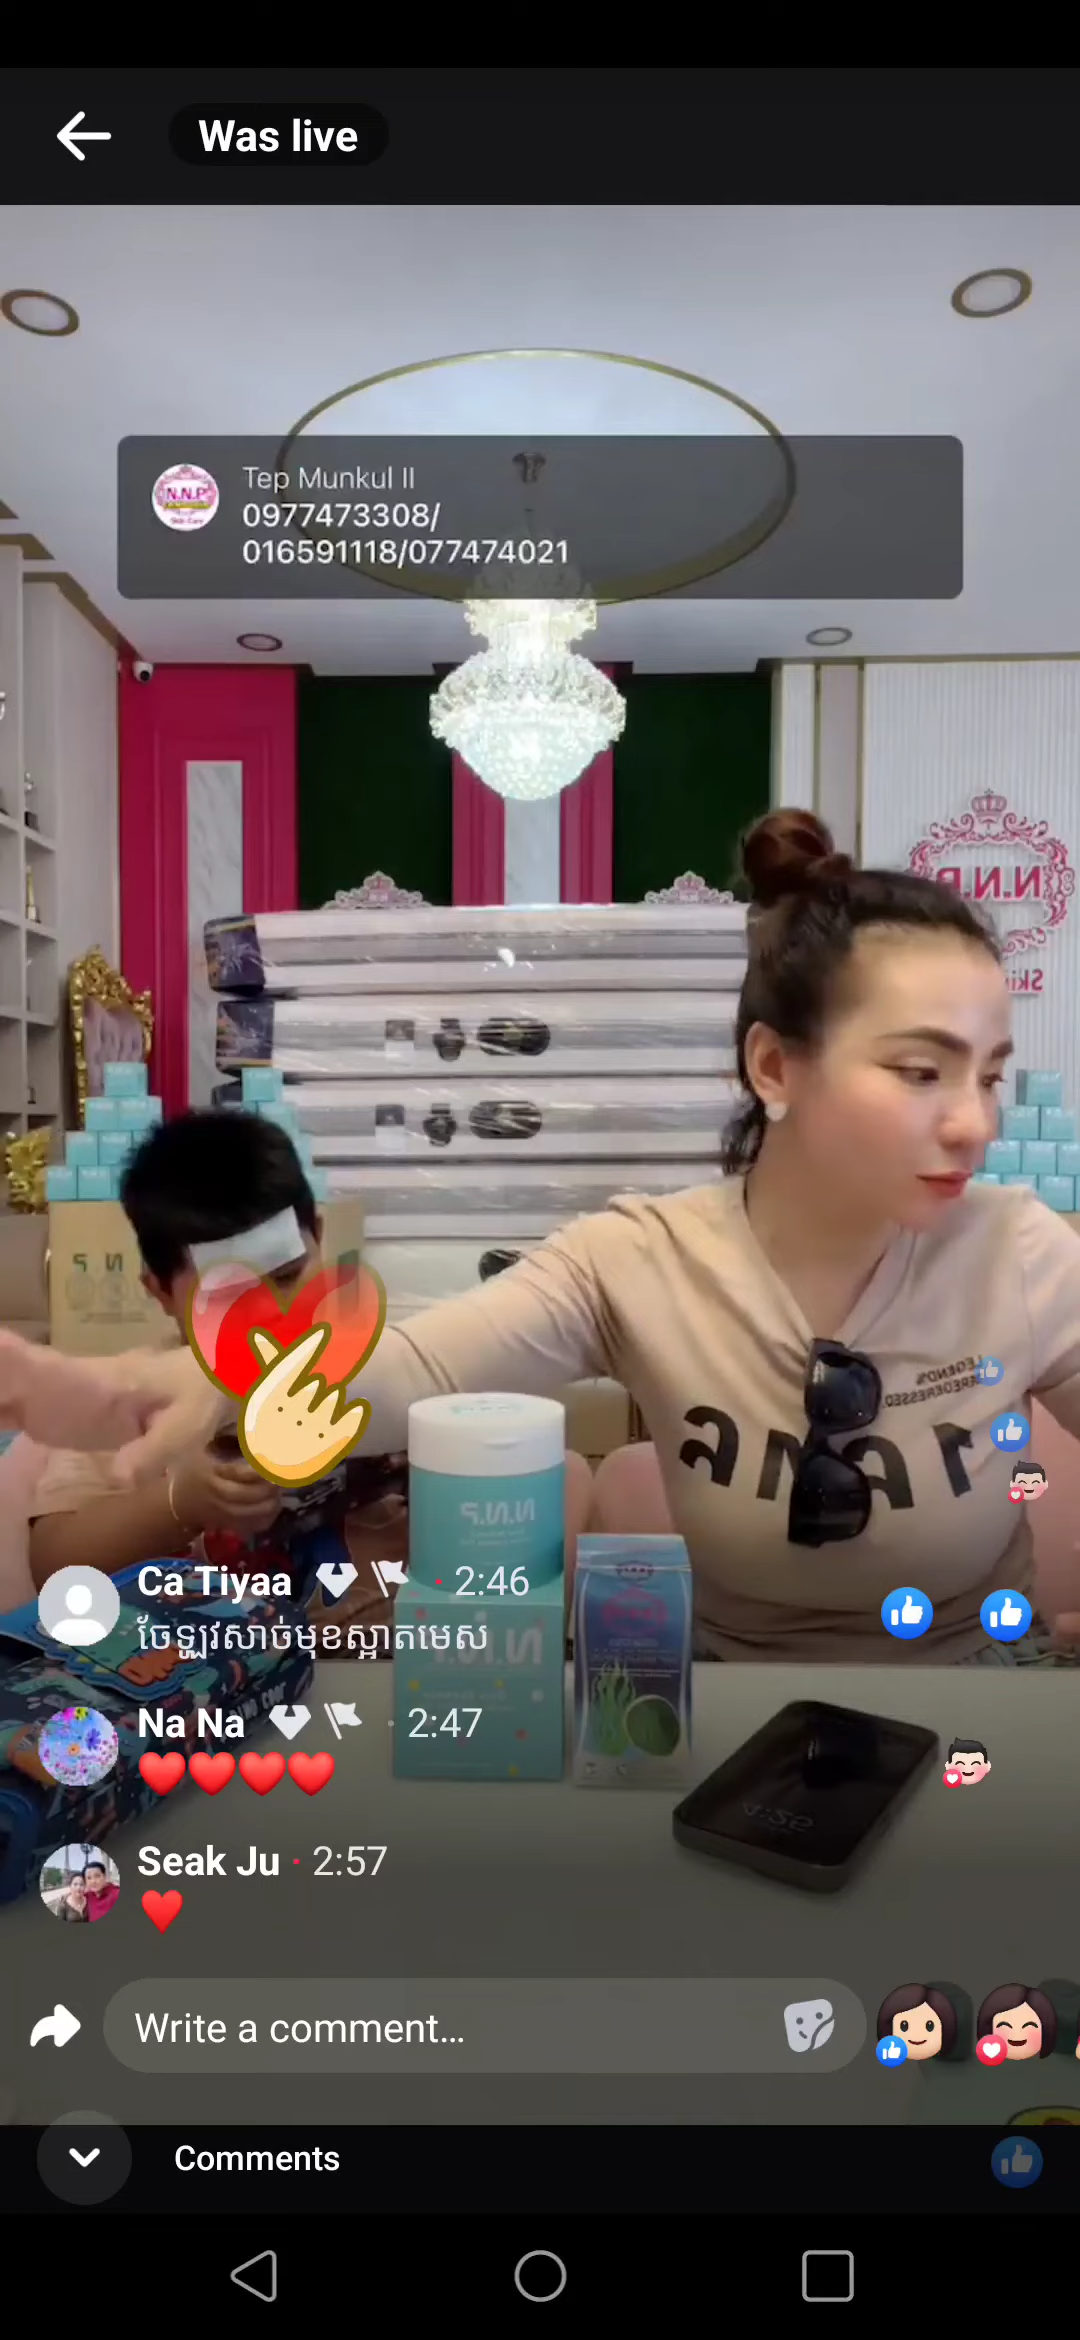 Was live
Tep Munkul II
0977473308/
016591118/077474021
N.N.P
N.N.P
N.N.P
N.N.P
Ca Tiyaa · 2:46
ចែឡូវសាច់មុខស្អាតមេស
Na Na · 2:47
❤️❤️❤️❤️
Seak Ju · 2:57
❤️
Write a comment...
Comments